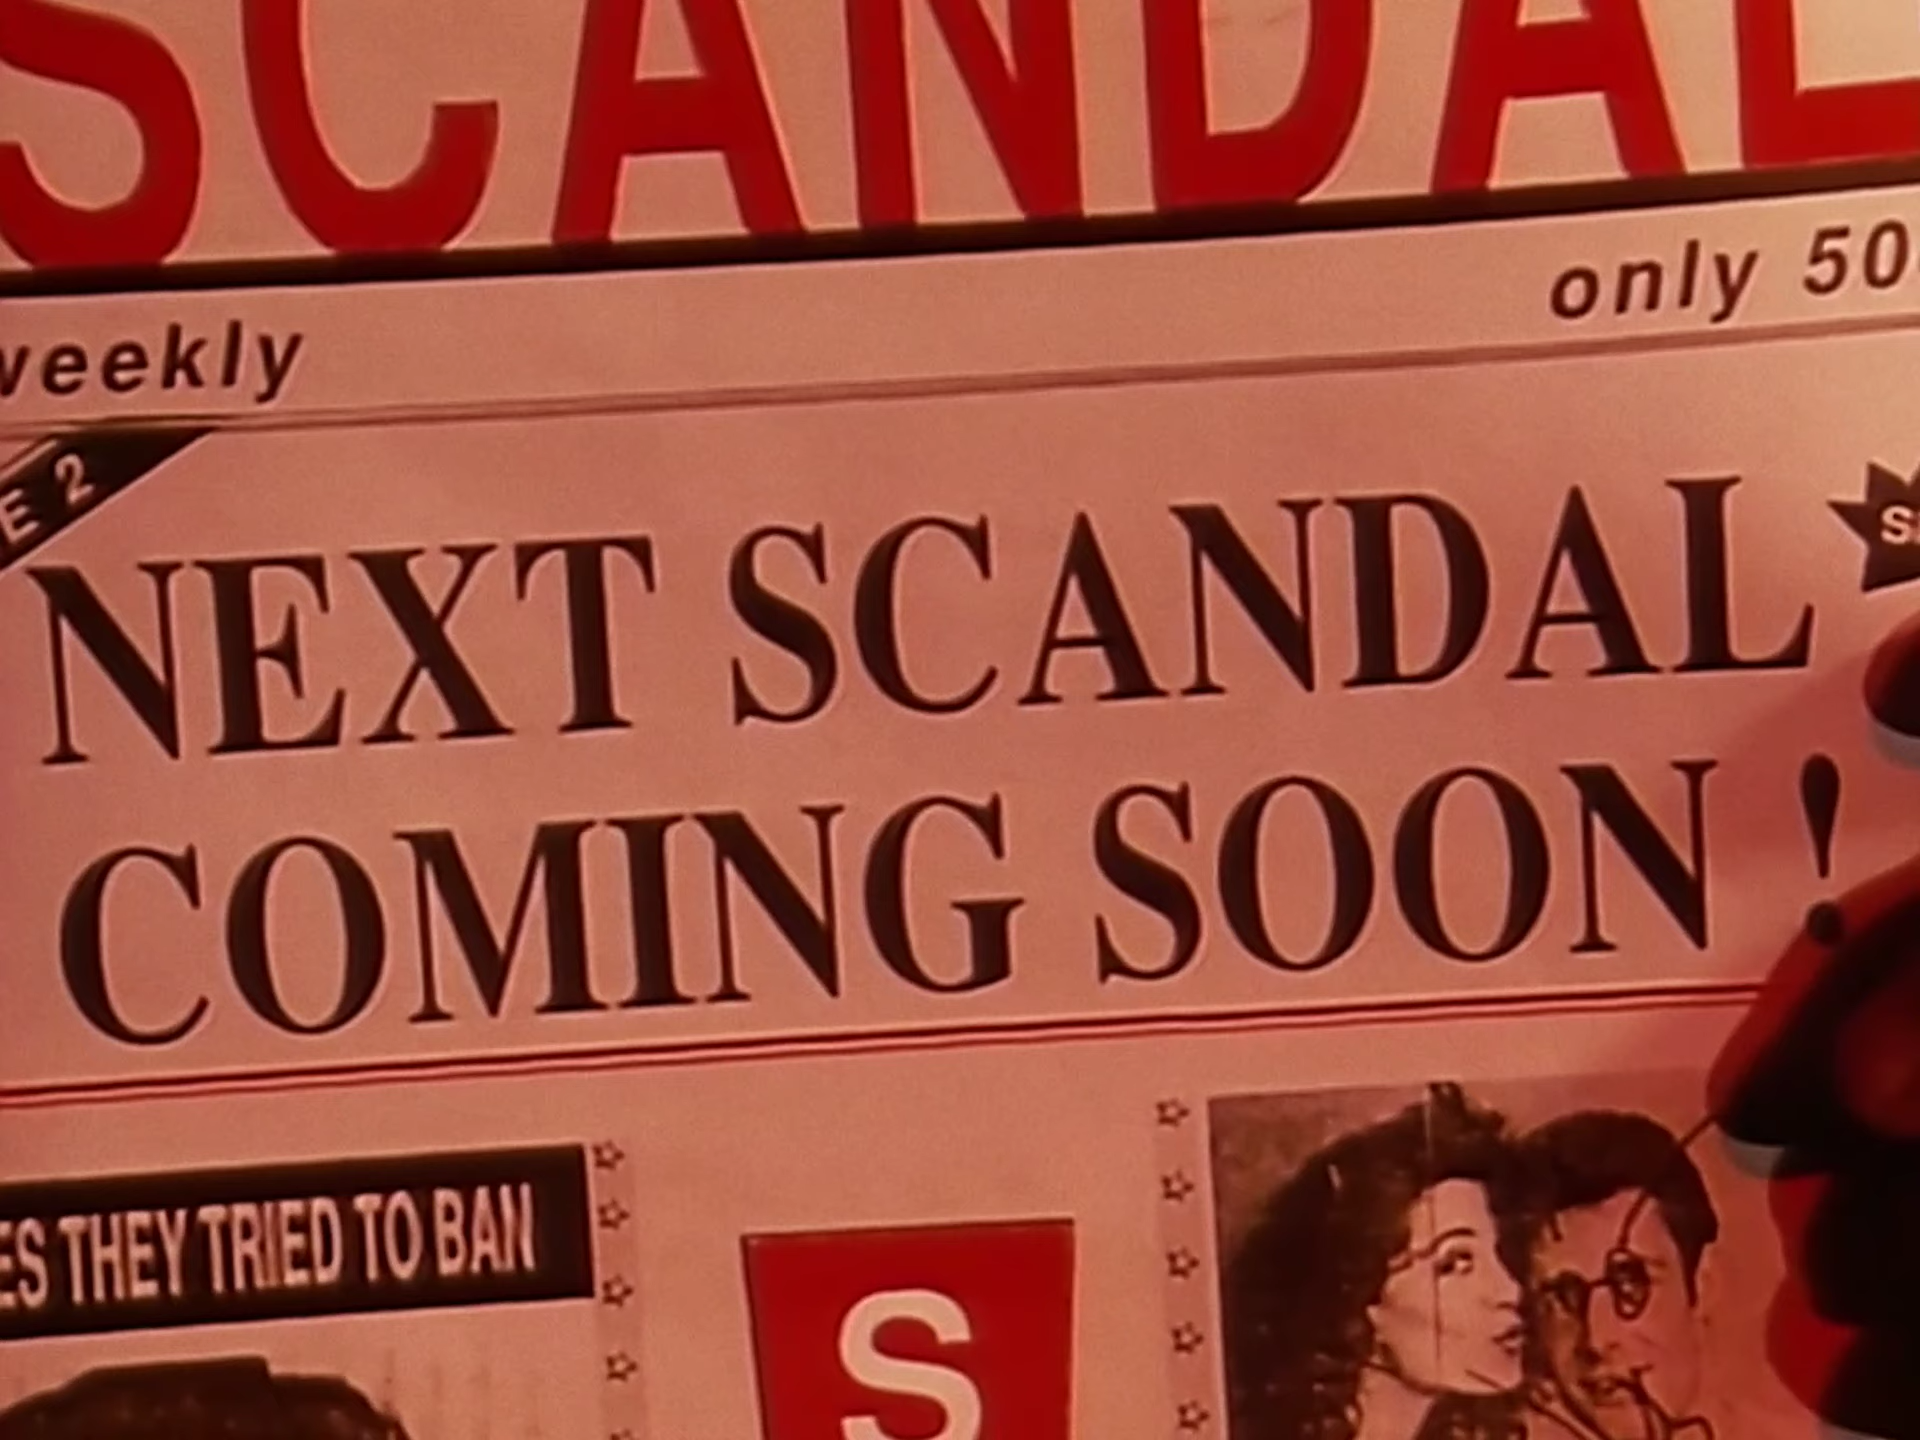 SCANDAL
weekly
only 50
NEXT SCANDAL
COMING SOON !
THEY TRIED TO BAN
S